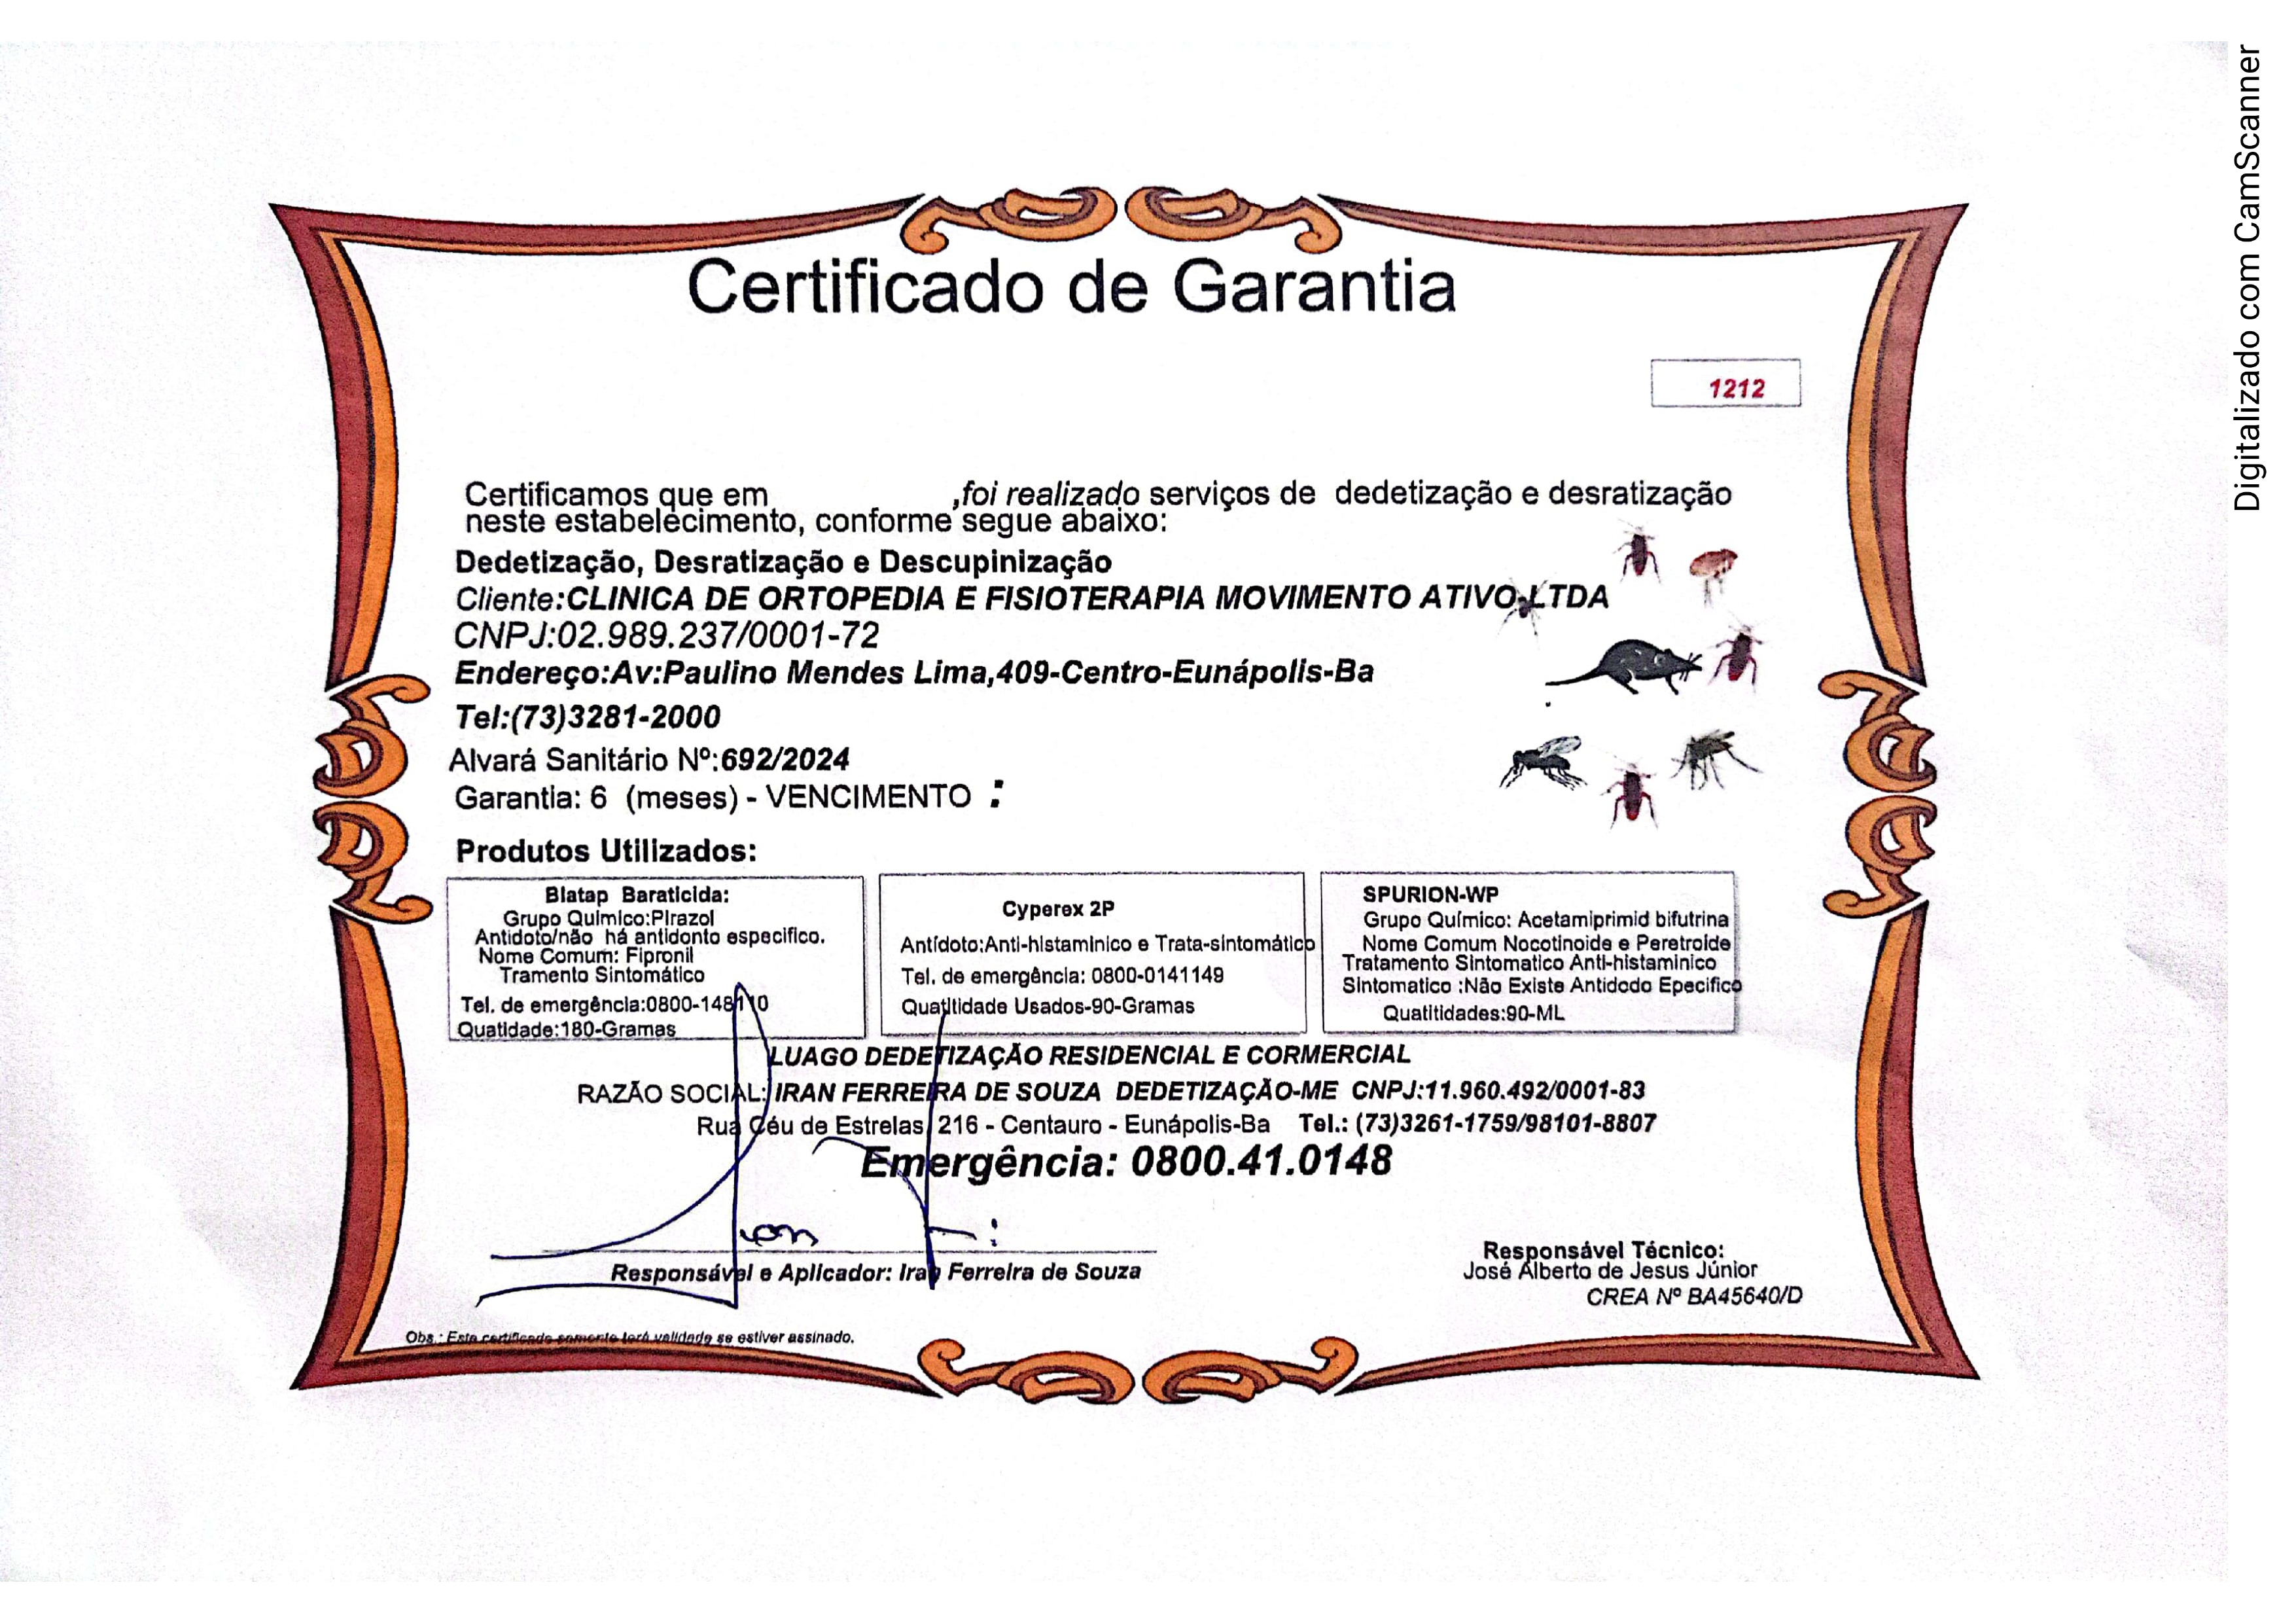 Certificado de Garantia
1212
Certificamos que em ,foi realizado serviços de dedetização e desratização
neste estabelecimento, conforme segue abaixo:
Dedetização, Desratização e Descupinização
Cliente:CLINICA DE ORTOPEDIA E FISIOTERAPIA MOVIMENTO ATIVO LTDA
CNPJ:02.989.237/0001-72
Endereço:Av:Paulino Mendes Lima,409-Centro-Eunápolis-Ba
Tel:(73)3281-2000
Alvará Sanitário Nº:692/2024
Garantia: 6 (meses) - VENCIMENTO :
Produtos Utilizados:
Blatap Baraticida:
Grupo Químico:Pirazol
Antidoto/não há antidonto especifico.
Nome Comum: Fipronil
Tramento Sintomático
Tel. de emergência:0800-148110
Quatidade:180-Gramas
Cyperex 2P
Antídoto:Anti-histaminico e Trata-sintomático
Tel. de emergência: 0800-0141149
Quatitidade Usados-90-Gramas
SPURION-WP
Grupo Químico: Acetamiprimid bifutrina
Nome Comum Nocotinoide e Peretroide
Tratamento Sintomatico Anti-histaminico
Sintomatico :Não Existe Antidodo Epecifico
Quatitidades:90-ML
LUAGO DEDETIZAÇÃO RESIDENCIAL E CORMERCIAL
RAZÃO SOCIAL: IRAN FERREIRA DE SOUZA DEDETIZAÇÃO-ME CNPJ:11.960.492/0001-83
Rua Céu de Estrelas, 216 - Centauro - Eunápolis-Ba Tel.: (73)3261-1759/98101-8807
Emergência: 0800.41.0148
Responsável e Aplicador: Iran Ferreira de Souza
Responsável Técnico:
José Alberto de Jesus Júnior
CREA Nº BA45640/D
Obs.: Este certificado somente terá validade se estiver assinado.
Digitalizado com CamScanner